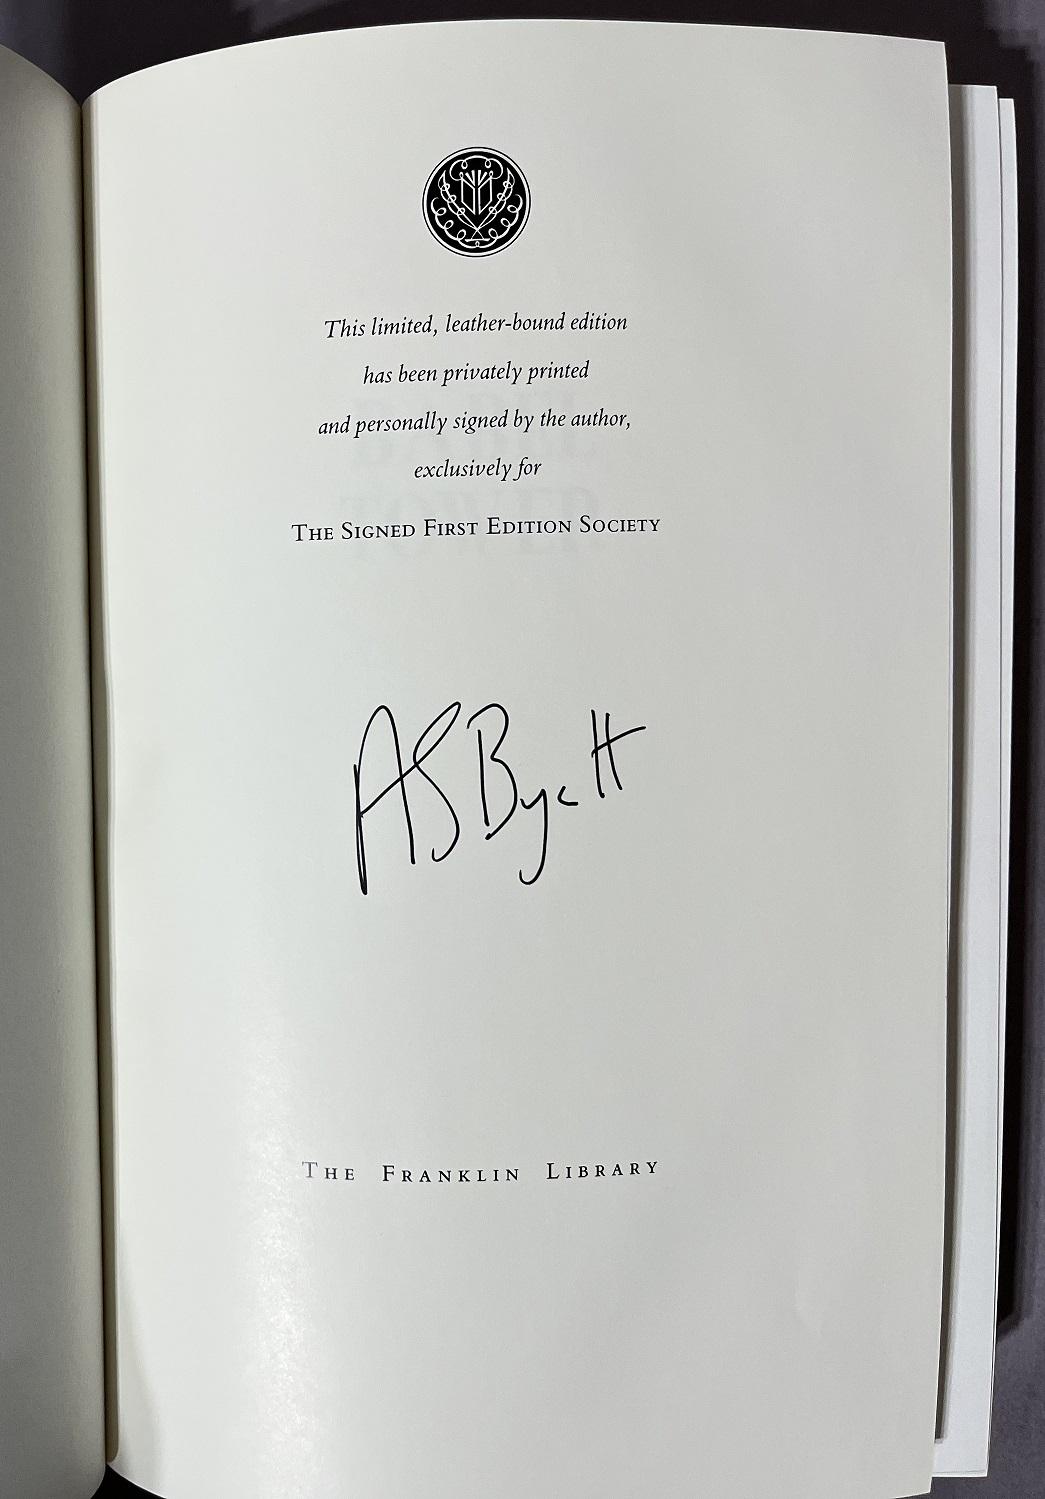 This limited, leather-bound edition
has been privately printed
and personally signed by the author,
exclusively for
THE SIGNED FIRST EDITION SOCIETY
AS Byatt
THE FRANKLIN LIBRARY